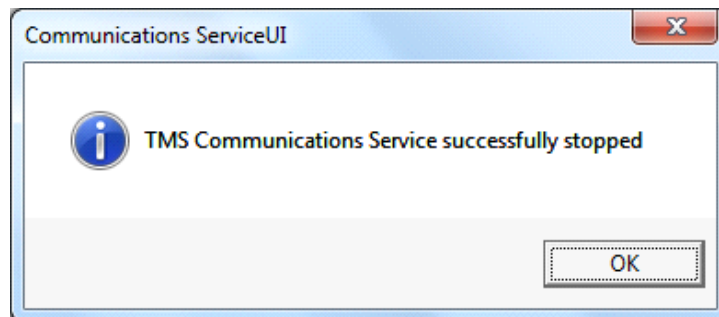 Communications ServiceUI
TMS Communications Service successfully stopped
OK